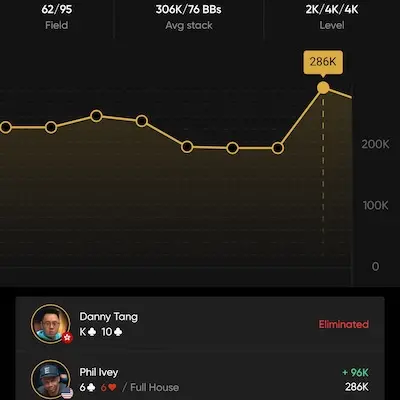 62/95 306K/76 BBs 2K/4K/4K
Field Avg stack Level
286K
200K
100K
0
Danny Tang
K♣ 10♣ Eliminated
Phil Ivey + 96K
6♣ 6♥ / Full House 286K